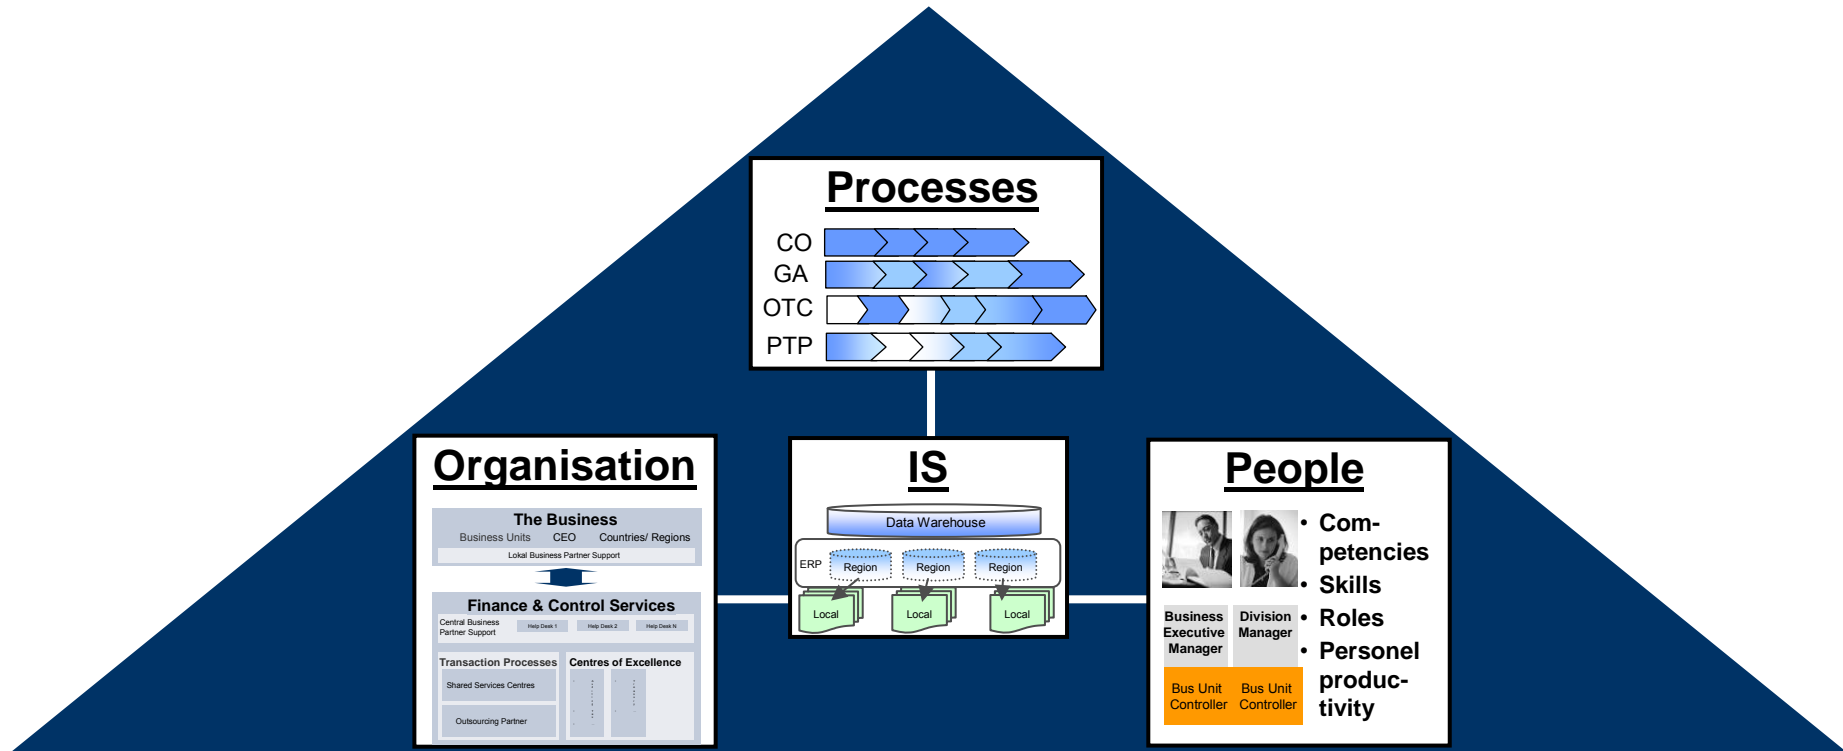 Processes
CO
GA
OTC
PTP
Organisation
The Business
Business Units CEO Countries/ Regions
Lokal Business Partner Support
Finance & Control Services
Central Business
Partner Support
Help Desk 1 Help Desk 2 Help Desk N
Transaction Processes
Shared Services Centres
Outsourcing Partner
Centres of Excellence
IS
Data Warehouse
ERP
Region Region Region
Local Local Local
People
• Com-
petencies
• Skills
• Roles
• Personel
produc-
tivity
Business
Executive
Manager
Division
Manager
Bus Unit
Controller
Bus Unit
Controller